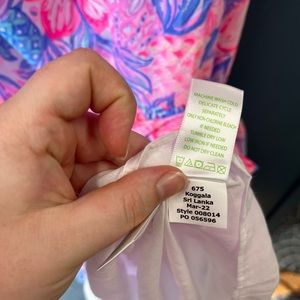 MACHINE WASH COLD
DELICATE CYCLE
SEPARATELY
ONLY NON-CHLORINE BLEACH
IF NEEDED
TUMBLE DRY LOW
LOW IRON IF NEEDED
DO NOT DRY CLEAN
675
Koggala
Sri Lanka
Mar-22
Style 008014
PO 056596